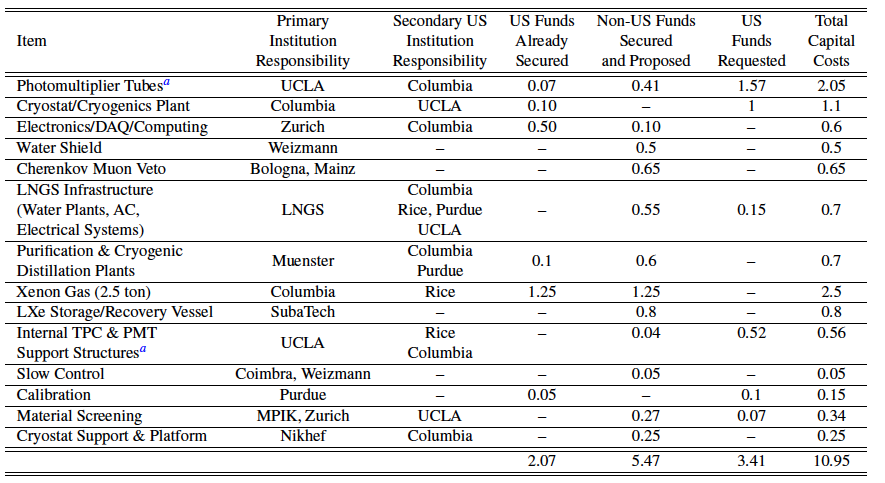 Item Primary Institution Responsibility Secondary US Institution Responsibility US Funds Already Secured Non-US Funds Secured and Proposed US Funds Requested Total Capital Costs
Photomultiplier Tubesa UCLA Columbia 0.07 0.41 1.57 2.05
Cryostat/Cryogenics Plant Columbia UCLA 0.10 – 1 1.1
Electronics/DAQ/Computing Zurich Columbia 0.50 0.10 – 0.6
Water Shield Weizmann – – 0.5 – 0.5
Cherenkov Muon Veto Bologna, Mainz – – 0.65 – 0.65
LNGS Infrastructure (Water Plants, AC, Electrical Systems) LNGS Columbia Rice, Purdue UCLA – 0.55 0.15 0.7
Purification & Cryogenic Distillation Plants Muenster Columbia Purdue 0.1 0.6 – 0.7
Xenon Gas (2.5 ton) Columbia Rice 1.25 1.25 – 2.5
LXe Storage/Recovery Vessel SubaTech – – 0.8 – 0.8
Internal TPC & PMT Support Structuresa UCLA Rice Columbia – 0.04 0.52 0.56
Slow Control Coimbra, Weizmann – – 0.05 – 0.05
Calibration Purdue – 0.05 – 0.1 0.15
Material Screening MPIK, Zurich UCLA – 0.27 0.07 0.34
Cryostat Support & Platform Nikhef Columbia – 0.25 – 0.25
2.07 5.47 3.41 10.95